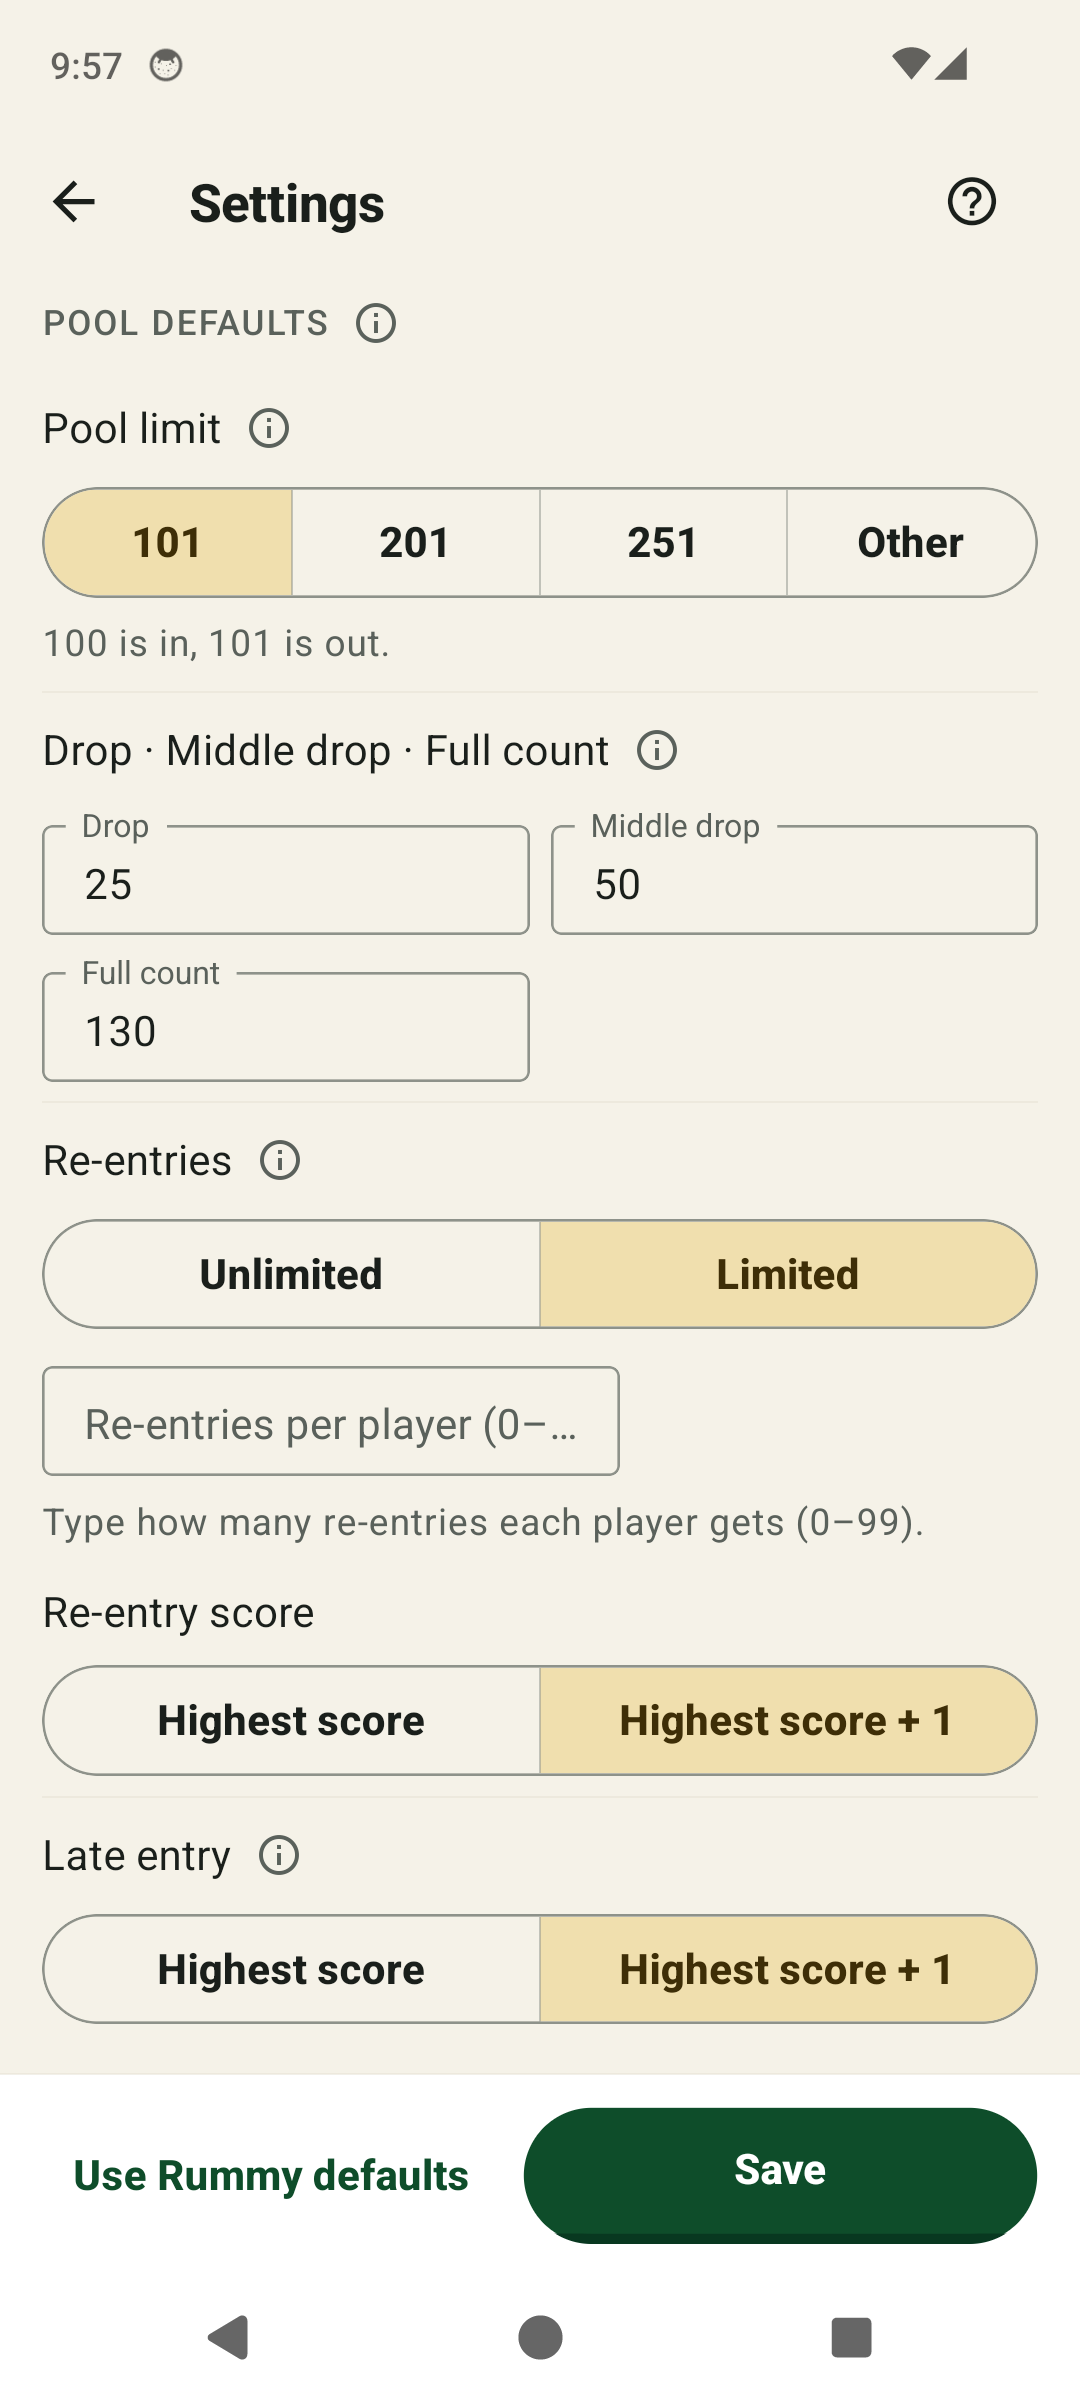 9:57
Settings
POOL DEFAULTS
Pool limit
101 201 251 Other
100 is in, 101 is out.
Drop · Middle drop · Full count
Drop Middle drop
25 50
Full count
130
Re-entries
Unlimited Limited
Re-entries per player (0–…
Type how many re-entries each player gets (0–99).
Re-entry score
Highest score Highest score + 1
Late entry
Highest score Highest score + 1
Use Rummy defaults Save